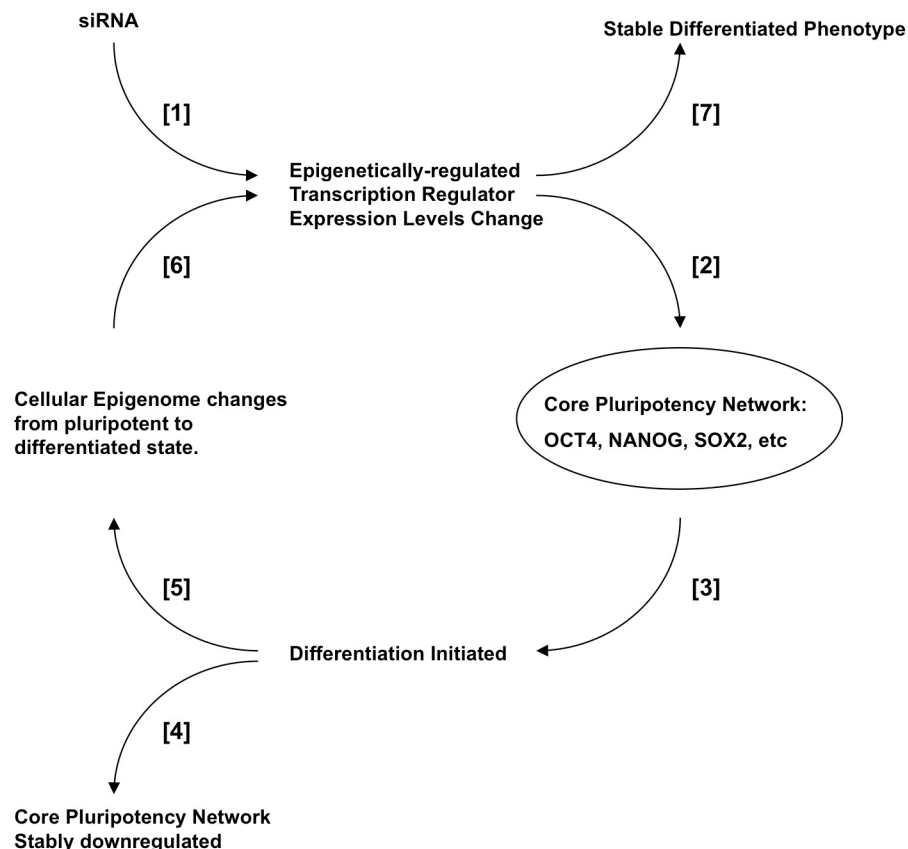 siRNA
Stable Differentiated Phenotype
[1]
[7]
Epigenetically-regulated
Transcription Regulator
Expression Levels Change
[6]
[2]
Cellular Epigenome changes
from pluripotent to
differentiated state.
Core Pluripotency Network:
OCT4, NANOG, SOX2, etc
[5]
[3]
Differentiation Initiated
[4]
Core Pluripotency Network
Stably downregulated